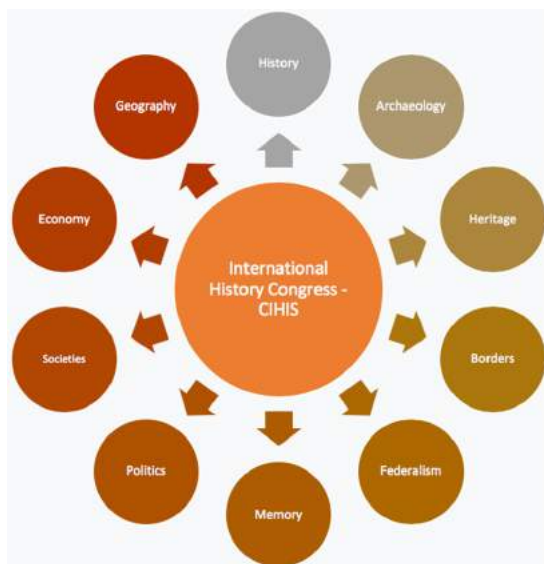 History
Archaeology
Heritage
Borders
Federalism
Memory
Politics
Societies
Economy
Geography
International
History Congress -
CIHIS